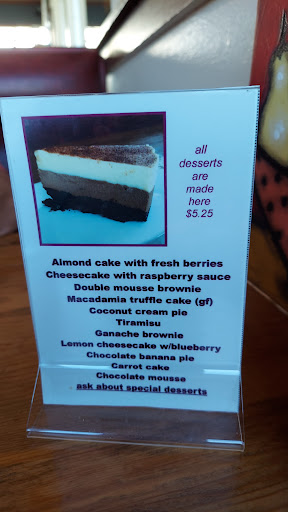 all
desserts
are
made
here
$5.25
Almond cake with fresh berries
Cheesecake with raspberry sauce
Double mousse brownie
Macadamia truffle cake (gf)
Coconut cream pie
Tiramisu
Ganache brownie
Lemon cheesecake w/blueberry
Chocolate banana pie
Carrot cake
Chocolate mousse
ask about special desserts